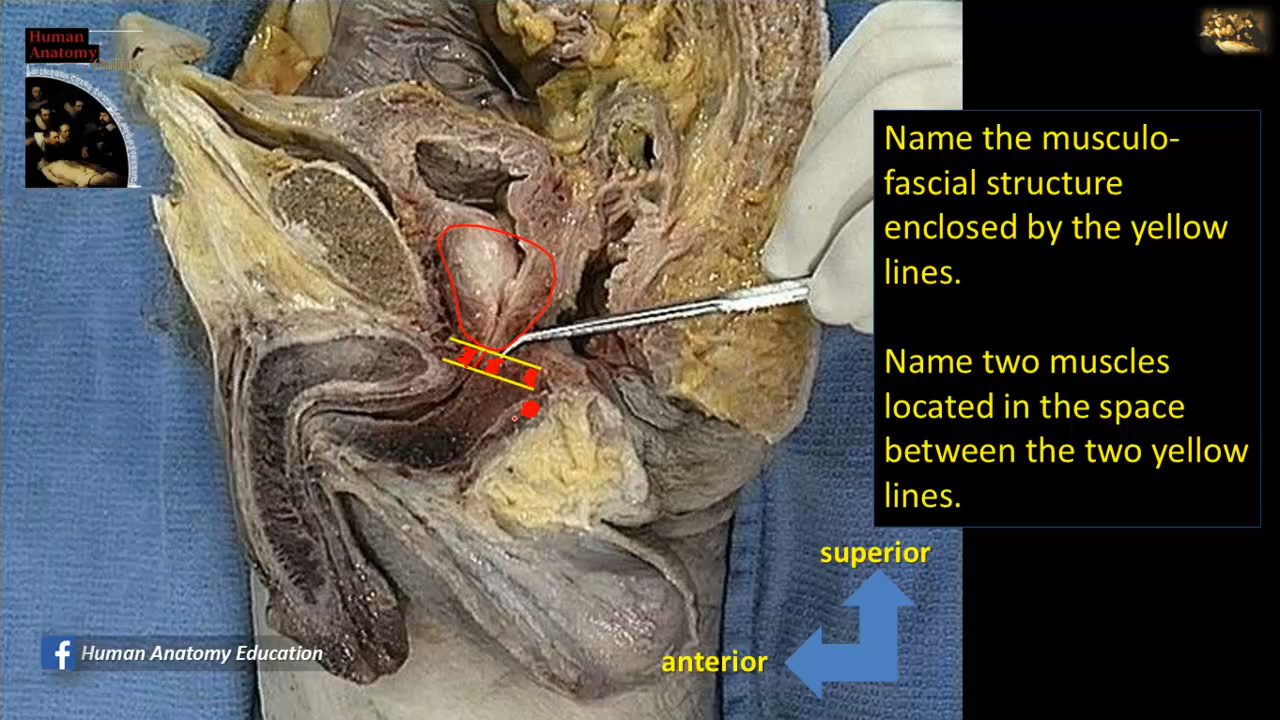 Human
Anatomy
Education
Name the musculo-
fascial structure
enclosed by the yellow
lines.
Name two muscles
located in the space
between the two yellow
lines.
superior
anterior
f Human Anatomy Education